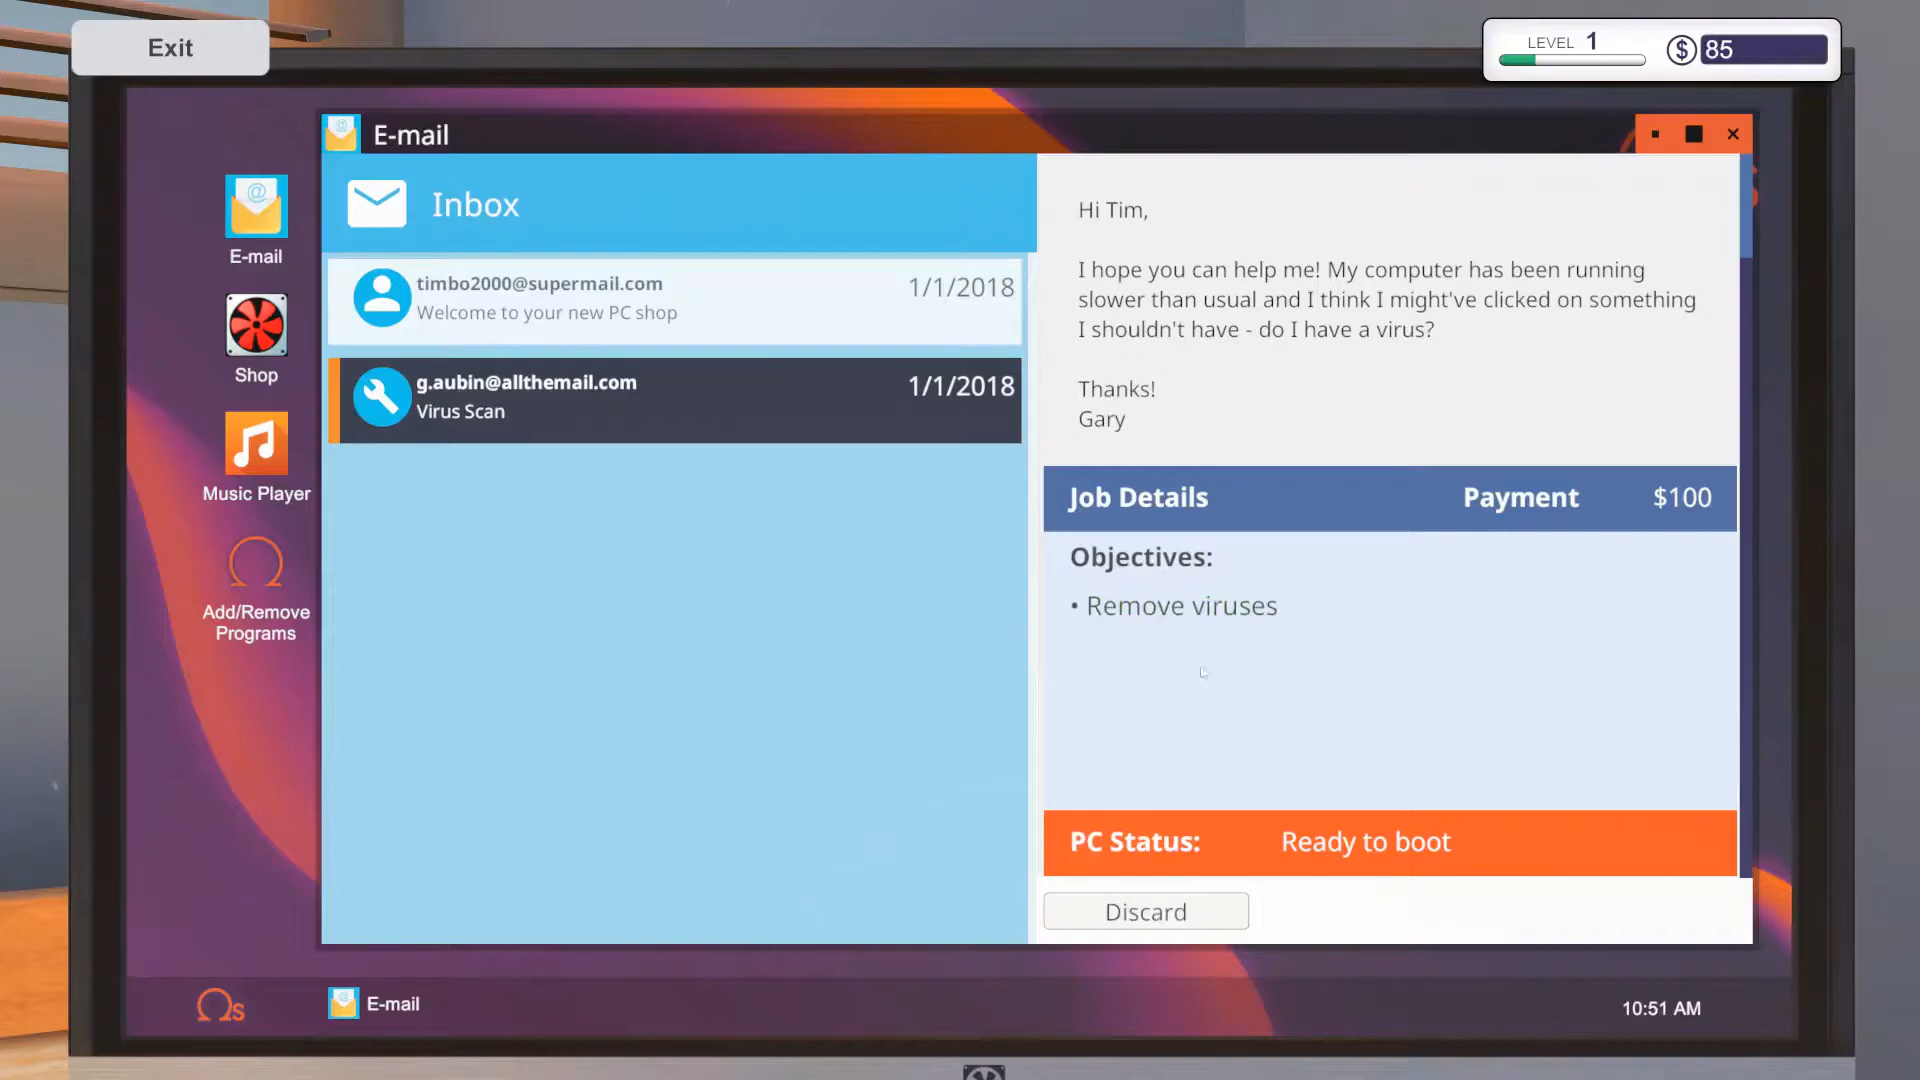 Exit
LEVEL 1
$ 85
E-mail
Inbox
timbo2000@supermail.com
1/1/2018
Welcome to your new PC shop
g.aubin@allthemail.com
1/1/2018
Virus Scan
Hi Tim,
I hope you can help me! My computer has been running
slower than usual and I think I might've clicked on something
I shouldn't have - do I have a virus?
Thanks!
Gary
Job Details
Payment
$100
Objectives:
• Remove viruses
PC Status:
Ready to boot
Discard
E-mail
Shop
Music Player
Add/Remove
Programs
Ωs
E-mail
10:51 AM